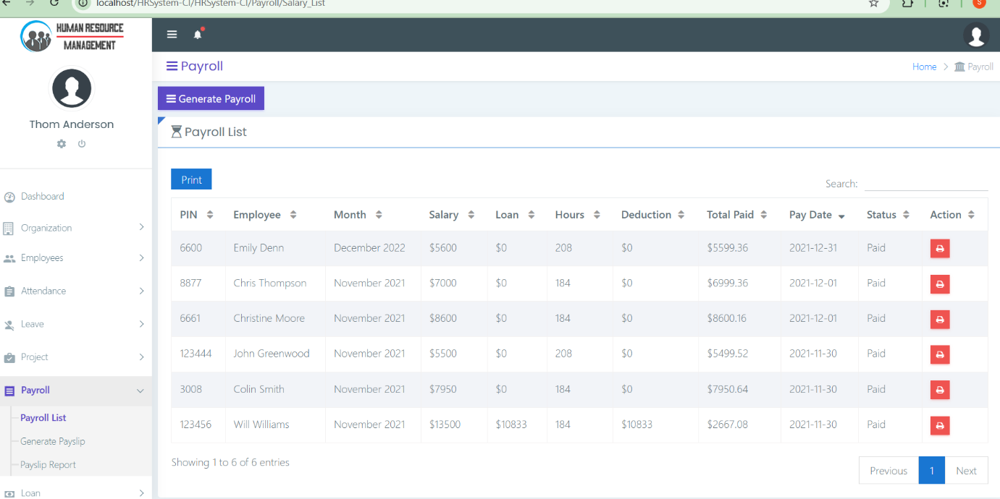 localhost/HRSystem-CI/HRSystem-CI/Payroll/Salary_List
S
HUMAN RESOURCE
MANAGEMENT
Thom Anderson
Dashboard
Organization
Employees
Attendance
Leave
Project
Payroll
Payroll List
Generate Payslip
Payslip Report
Loan
Payroll
Home > Payroll
Generate Payroll
Payroll List
Print
Search:
PIN Employee Month Salary Loan Hours Deduction Total Paid Pay Date Status Action
6600 Emily Denn December 2022 $5600 $0 208 $0 $5599.36 2021-12-31 Paid
8877 Chris Thompson November 2021 $7000 $0 184 $0 $6999.36 2021-12-01 Paid
6661 Christine Moore November 2021 $8600 $0 184 $0 $8600.16 2021-12-01 Paid
123444 John Greenwood November 2021 $5500 $0 208 $0 $5499.52 2021-11-30 Paid
3008 Colin Smith November 2021 $7950 $0 184 $0 $7950.64 2021-11-30 Paid
123456 Will Williams November 2021 $13500 $10833 184 $10833 $2667.08 2021-11-30 Paid
Showing 1 to 6 of 6 entries
Previous 1 Next